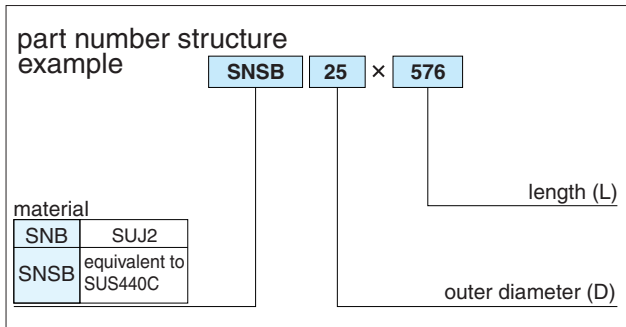 part number structure
example
SNSB 25 × 576
length (L)
material
SNB SUJ2
SNSB equivalent to
SUS440C
outer diameter (D)